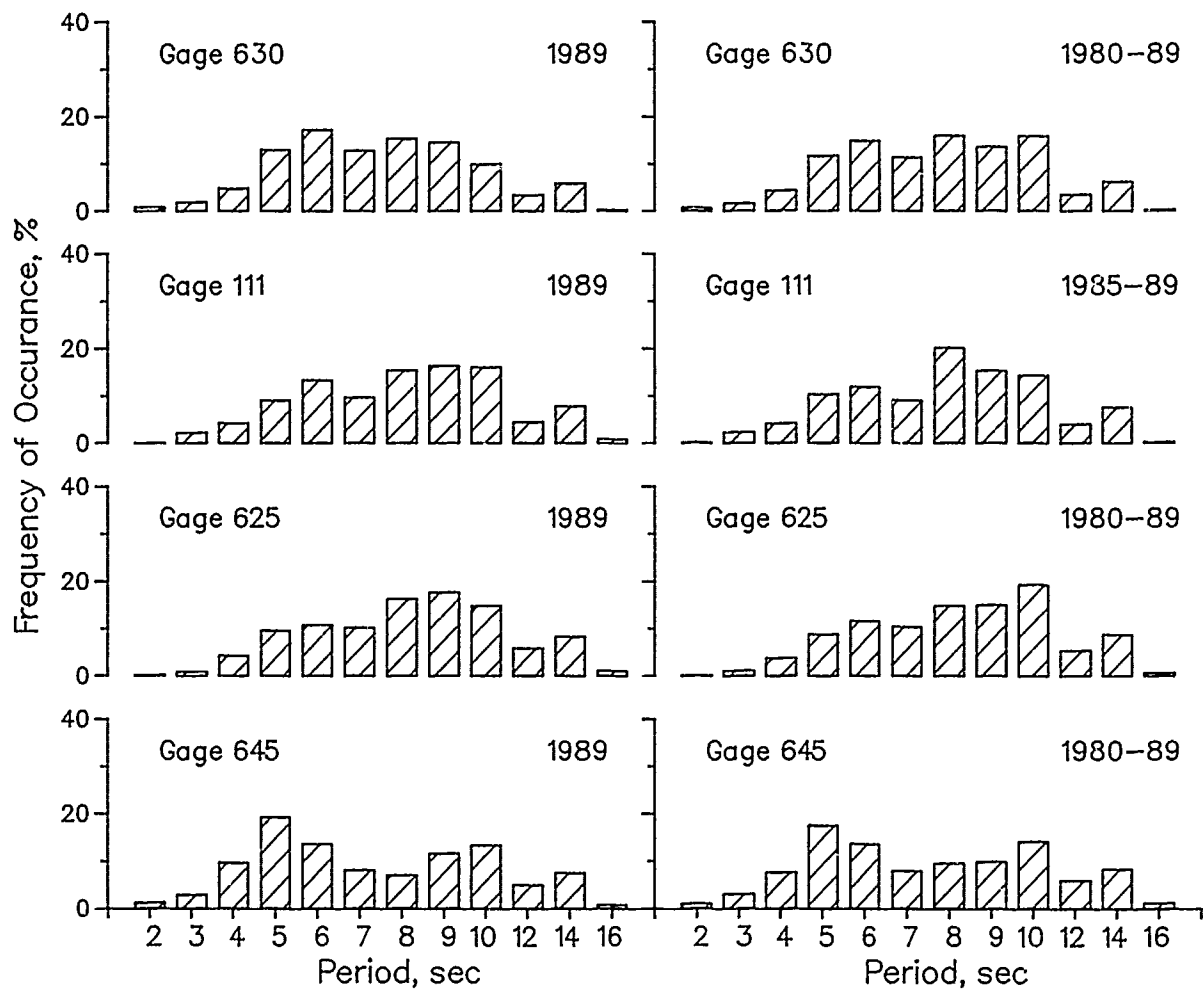 Frequency of Occurance, %
40
20
0
Gage 630 1989
Gage 630 1980-89
40
20
0
Gage 111 1989
Gage 111 1985-89
40
20
0
Gage 625 1989
Gage 625 1980-89
40
20
0
Gage 645 1989
Gage 645 1980-89
2 3 4 5 6 7 8 9 10 12 14 16
2 3 4 5 6 7 8 9 10 12 14 16
Period, sec
Period, sec